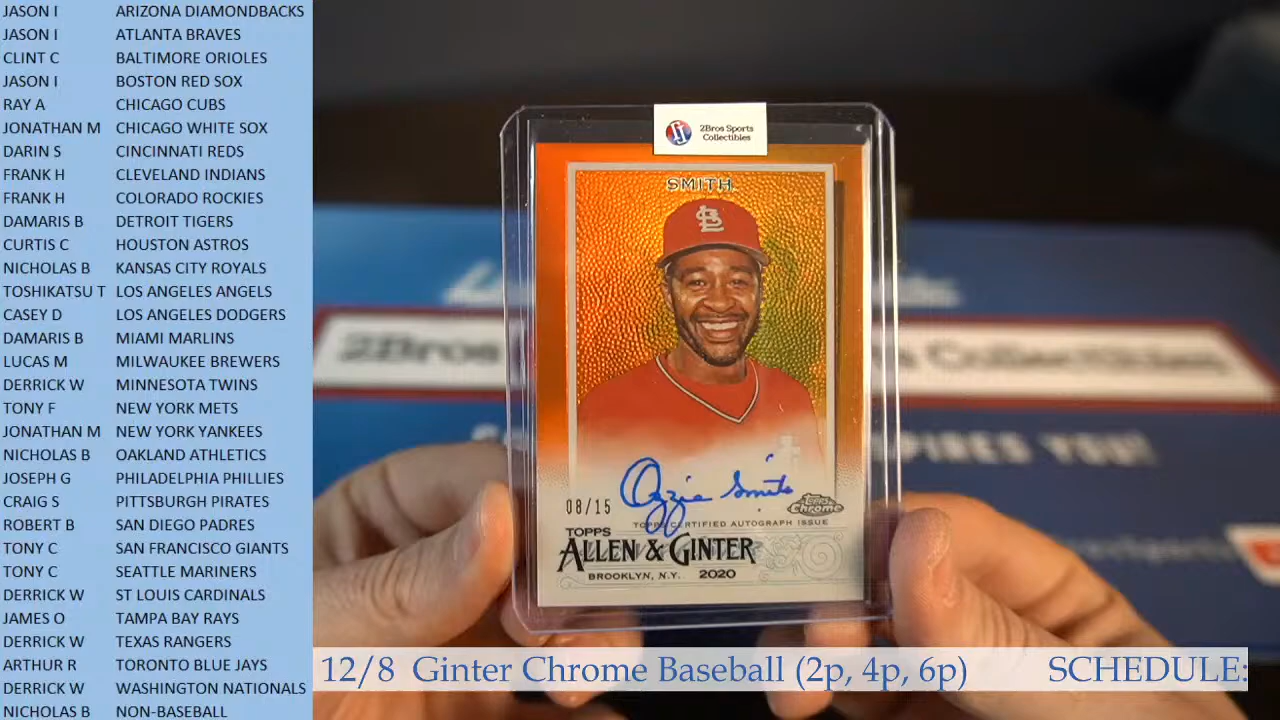 JASON I ARIZONA DIAMONDBACKS
JASON I ATLANTA BRAVES
CLINT C BALTIMORE ORIOLES
JASON I BOSTON RED SOX
RAY A CHICAGO CUBS
JONATHAN M CHICAGO WHITE SOX
DARIN S CINCINNATI REDS
FRANK H CLEVELAND INDIANS
FRANK H COLORADO ROCKIES
DAMARIS B DETROIT TIGERS
CURTIS C HOUSTON ASTROS
NICHOLAS B KANSAS CITY ROYALS
TOSHIKATSU T LOS ANGELES ANGELS
CASEY D LOS ANGELES DODGERS
DAMARIS B MIAMI MARLINS
LUCAS M MILWAUKEE BREWERS
DERRICK W MINNESOTA TWINS
TONY F NEW YORK METS
JONATHAN M NEW YORK YANKEES
NICHOLAS B OAKLAND ATHLETICS
JOSEPH G PHILADELPHIA PHILLIES
CRAIG S PITTSBURGH PIRATES
ROBERT B SAN DIEGO PADRES
TONY C SAN FRANCISCO GIANTS
TONY C SEATTLE MARINERS
DERRICK W ST LOUIS CARDINALS
JAMES O TAMPA BAY RAYS
DERRICK W TEXAS RANGERS
ARTHUR R TORONTO BLUE JAYS
DERRICK W WASHINGTON NATIONALS
NICHOLAS B NON-BASEBALL
2Bros Sports
Collectibles
SMITH
STL
Ozzie Smith
08/15
Topps
Chrome
TOPPS CERTIFIED AUTOGRAPH ISSUE
TOPPS
ALLEN & GINTER
BROOKLYN, N.Y. 2020
2Bros
Collectibles
YOU!
12/8 Ginter Chrome Baseball (2p, 4p, 6p) SCHEDULE: